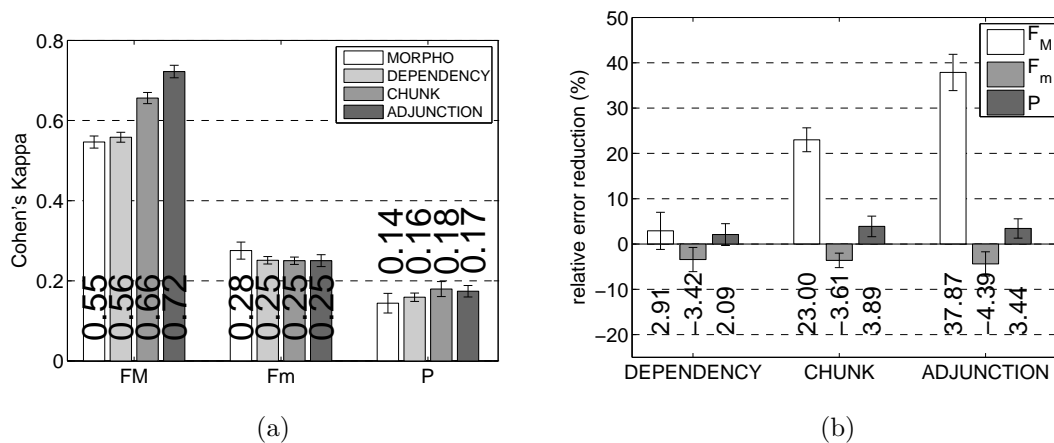 0.8
0.6
0.4
0.2
0
Cohen's Kappa
MORPHO
DEPENDENCY
CHUNK
ADJUNCTION
0.55
0.56
0.66
0.72
0.28
0.25
0.25
0.25
0.14
0.16
0.18
0.17
FM
Fm
P
(a)
50
40
30
20
10
0
−10
−20
relative error reduction (%)
F_M
F_m
P
2.91
−3.42
2.09
23.00
−3.61
3.89
37.87
−4.39
3.44
DEPENDENCY
CHUNK
ADJUNCTION
(b)